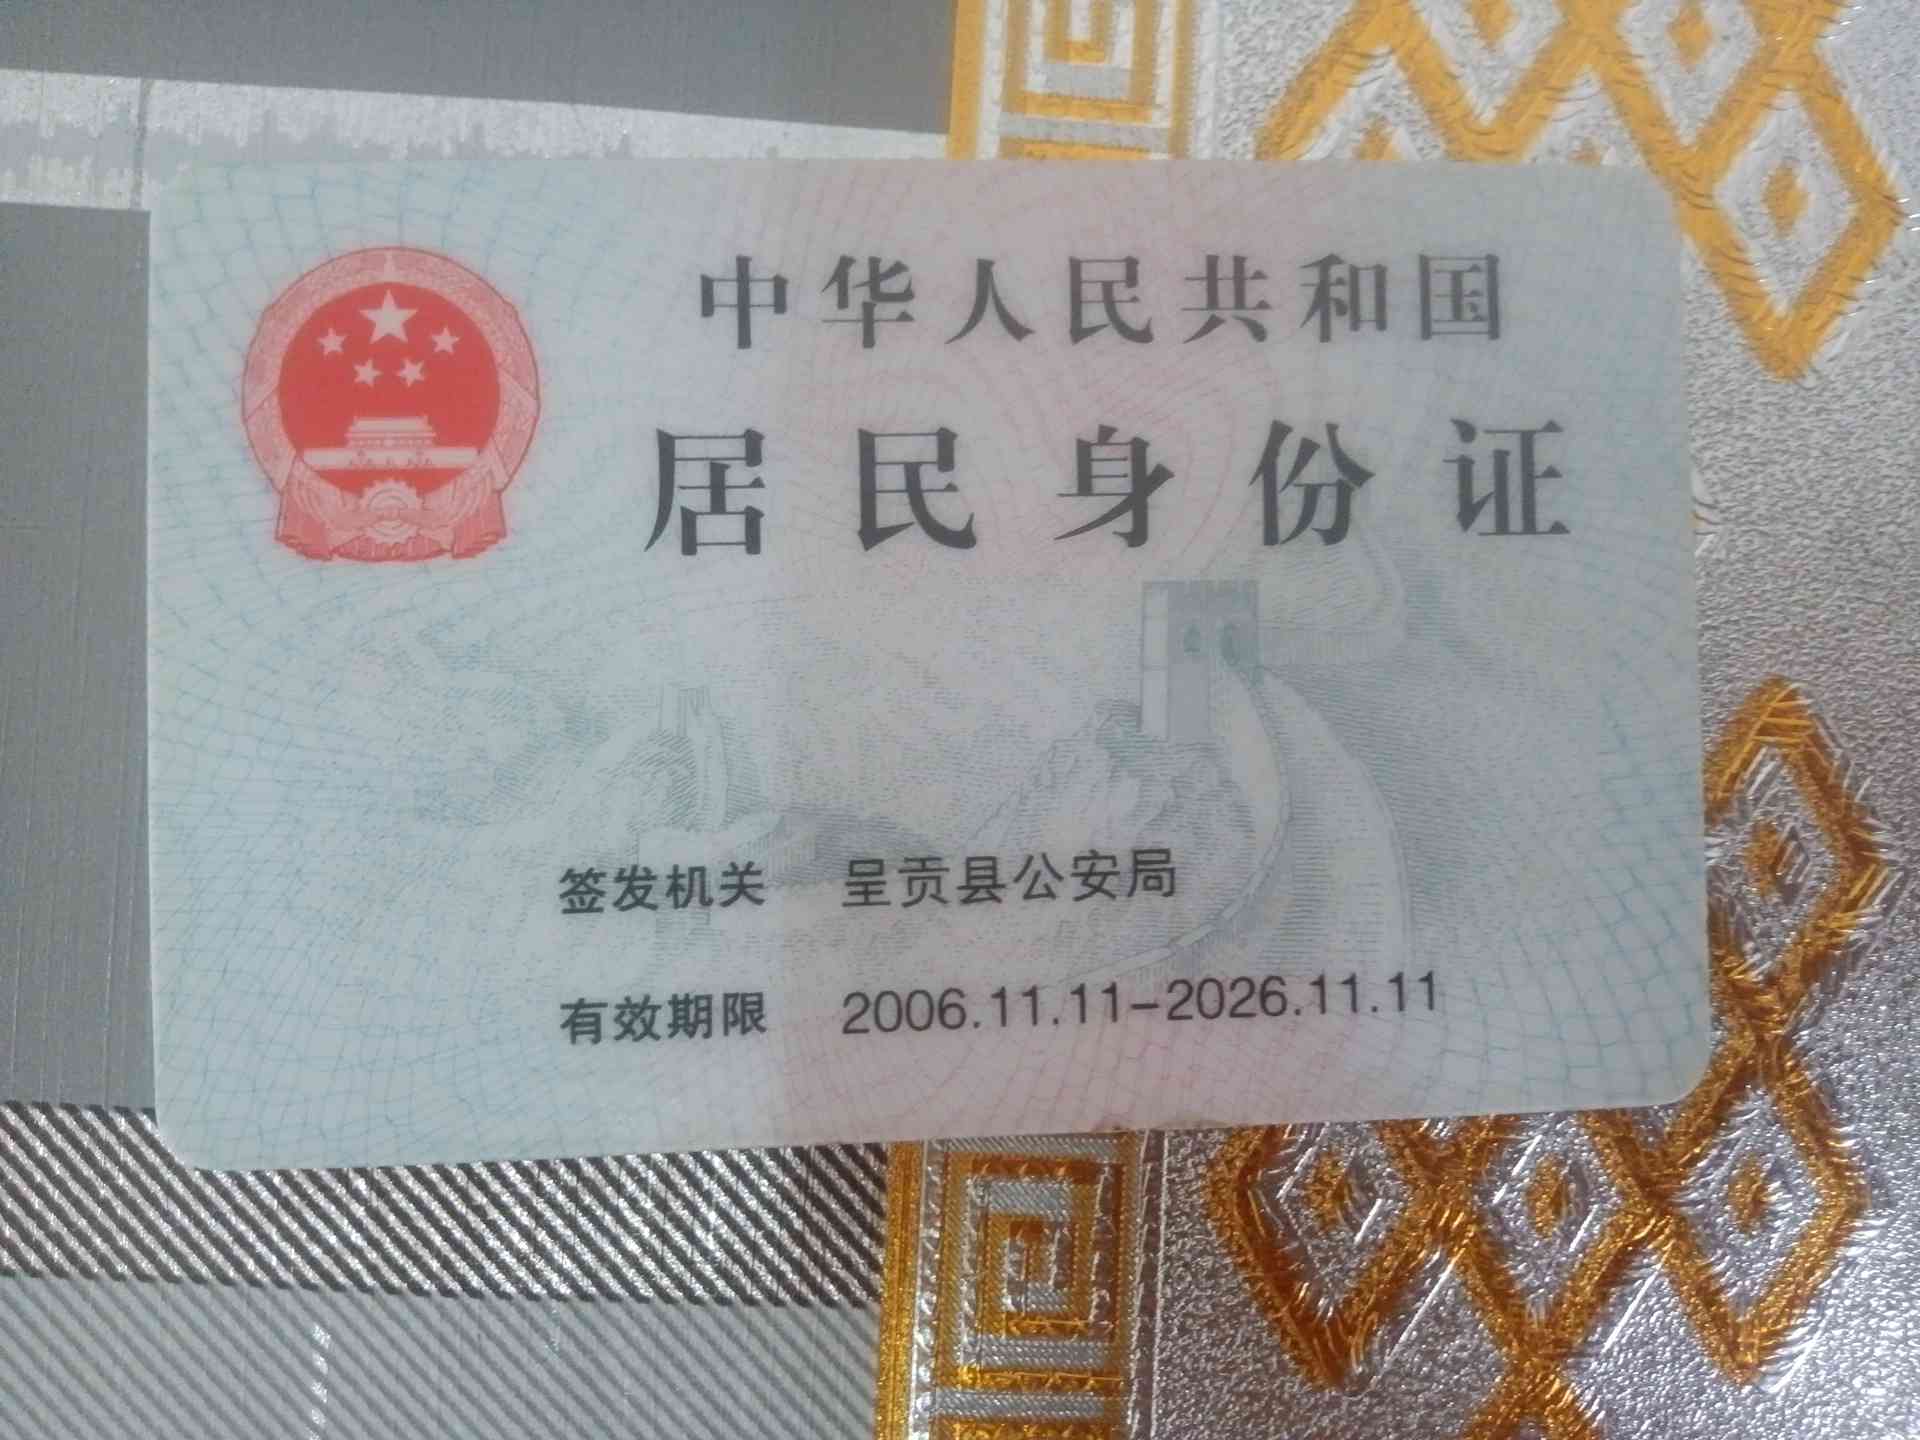 中华人民共和国
居民身份证
签发机关 呈贡县公安局
有效期限 2006.11.11-2026.11.11